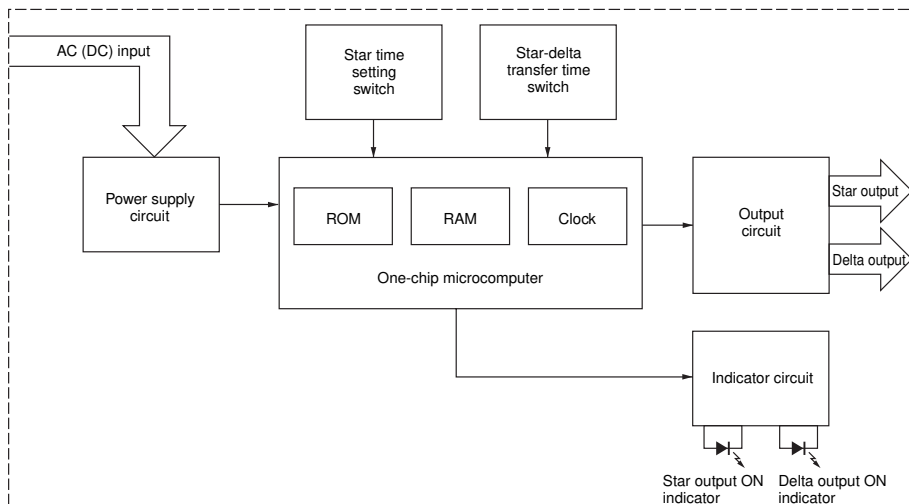 AC (DC) input
Star time
setting
switch
Star-delta
transfer time
switch
Power supply
circuit
ROM
RAM
Clock
One-chip microcomputer
Output
circuit
Star output
Delta output
Indicator circuit
Star output ON
indicator
Delta output ON
indicator